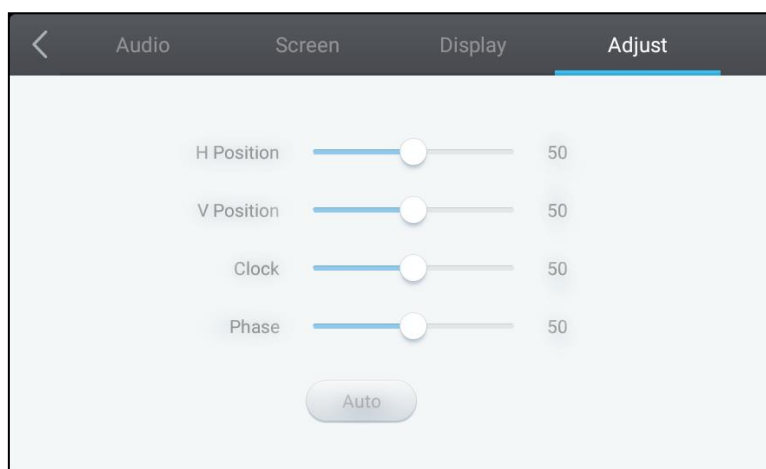 Audio Screen Display Adjust
H Position 50
V Position 50
Clock 50
Phase 50
Auto